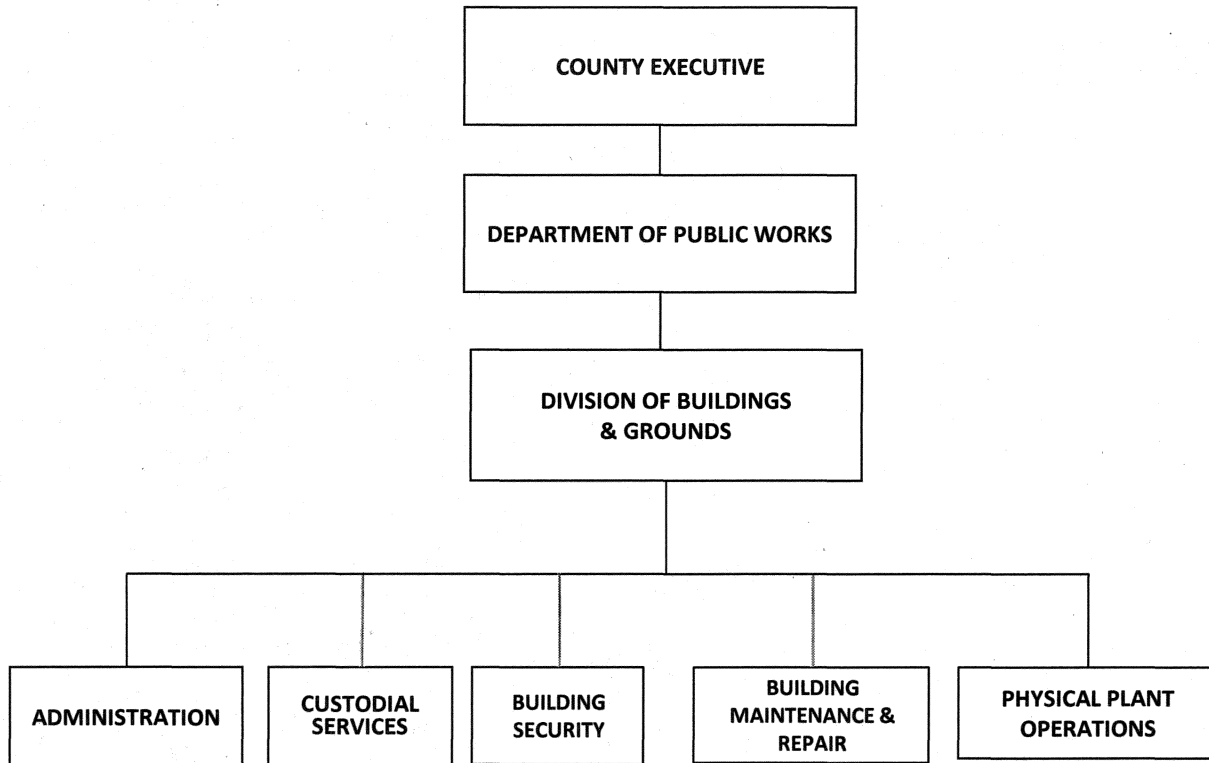 COUNTY EXECUTIVE
DEPARTMENT OF PUBLIC WORKS
DIVISION OF BUILDINGS
& GROUNDS
ADMINISTRATION
CUSTODIAL
SERVICES
BUILDING
SECURITY
BUILDING
MAINTENANCE &
REPAIR
PHYSICAL PLANT
OPERATIONS